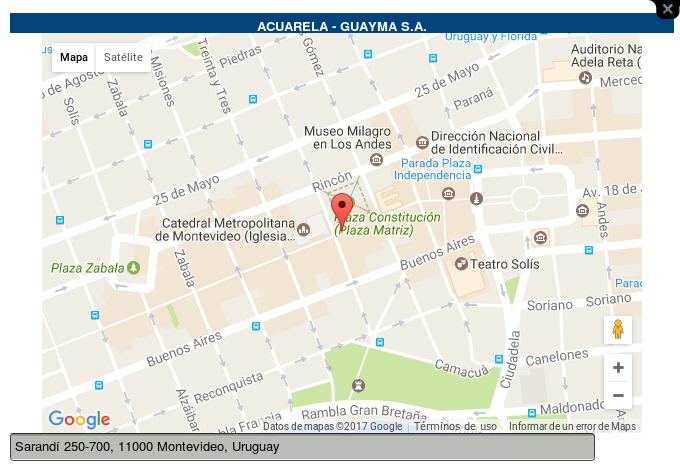 ACUARELA - GUAYMA S.A.
Mapa
Satélite
Uruguay y Florida
Auditorio Na
Adela Reta (
Piedras
Treinta y Tres
Gómez
Misiones
Zabala
Solís
o de Agosto
25 de Mayo
Merced
Paraná
Museo Milagro
en Los Andes
Dirección Nacional
de Identificación Civil...
Parada Plaza
Independencia
Rincón
25 de Mayo
Av. 18 de J
Andes
Plaza Constitución
(Plaza Matriz)
Catedral Metropolitana
de Montevideo (Iglesia...
Buenos Aires
Plaza Zabala
Zabala
Teatro Solís
Parada
Soriano
Soriano
Buenos Aires
Ciudadela
Canelones
Camacuá
Reconquista
Alzáibar
Maldonado
Rambla Gran Bretaña
bla Francia
Google
Datos de mapas ©2017 Google
Términos de uso
Informar de un error de Maps
Sarandí 250-700, 11000 Montevideo, Uruguay